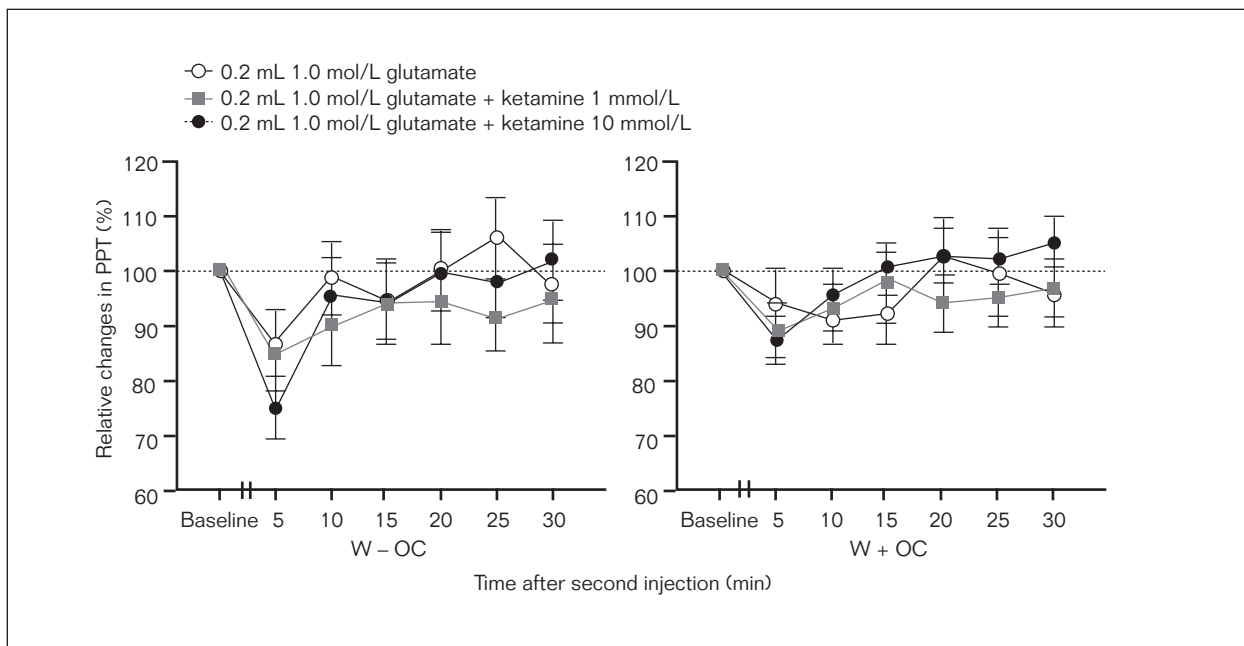 0.2 mL 1.0 mol/L glutamate
0.2 mL 1.0 mol/L glutamate + ketamine 1 mmol/L
0.2 mL 1.0 mol/L glutamate + ketamine 10 mmol/L
Relative changes in PPT (%)
120
110
100
90
80
70
60
Baseline 5 10 15 20 25 30
W – OC
120
110
100
90
80
70
60
Baseline 5 10 15 20 25 30
W + OC
Time after second injection (min)